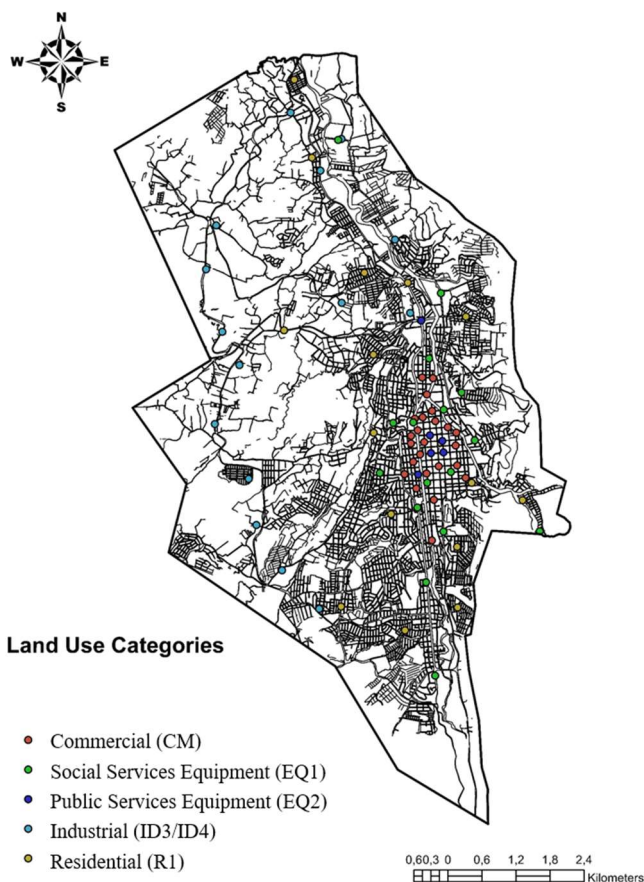 N
W E
S
Land Use Categories
Commercial (CM)
Social Services Equipment (EQ1)
Public Services Equipment (EQ2)
Industrial (ID3/ID4)
Residential (R1)
0,60,3 0 0,6 1,2 1,8 2,4
Kilometers